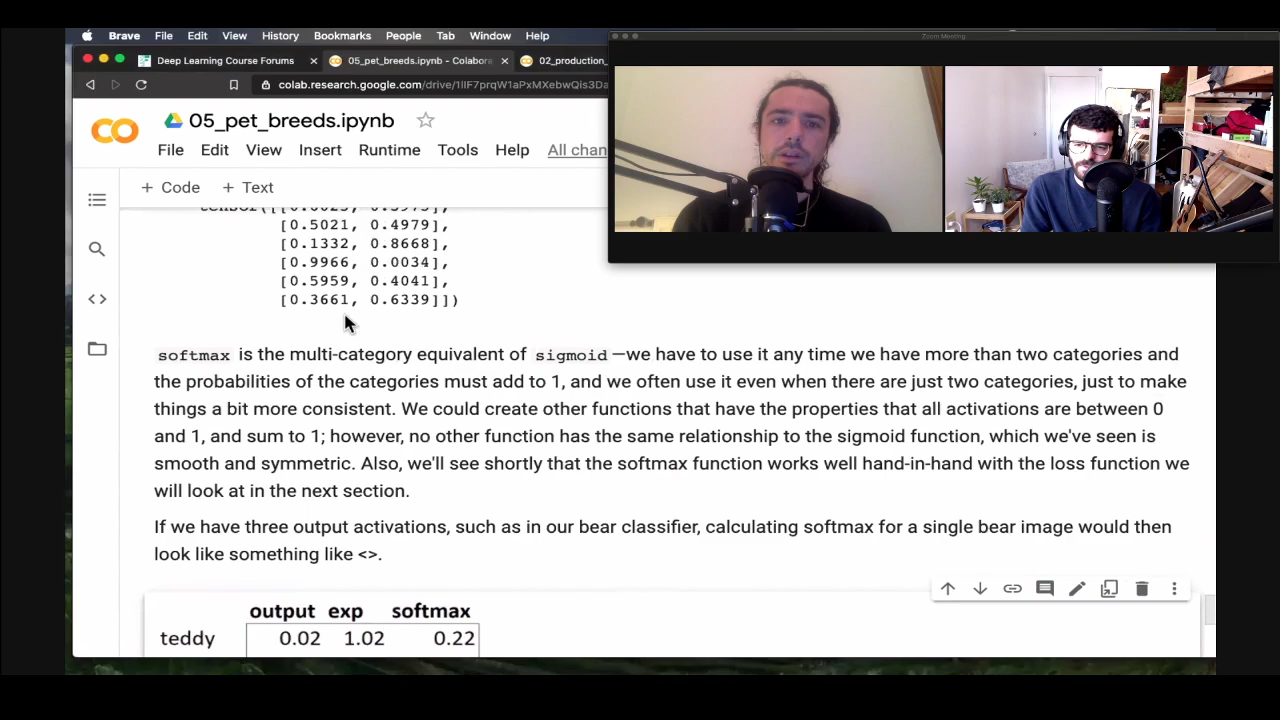 Brave File Edit View History Bookmarks People Tab Window Help
Zoom Meeting
Deep Learning Course Forums × 05_pet_breeds.ipynb - Colabora × 02_production_
colab.research.google.com/drive/1IIF7prqW1aPxMXebwQis3Da
05_pet_breeds.ipynb
File Edit View Insert Runtime Tools Help All chan
+ Code + Text
[0.5021, 0.4979],
[0.1332, 0.8668],
[0.9966, 0.0034],
[0.5959, 0.4041],
[0.3661, 0.6339]])
softmax is the multi-category equivalent of sigmoid—we have to use it any time we have more than two categories and
the probabilities of the categories must add to 1, and we often use it even when there are just two categories, just to make
things a bit more consistent. We could create other functions that have the properties that all activations are between 0
and 1, and sum to 1; however, no other function has the same relationship to the sigmoid function, which we've seen is
smooth and symmetric. Also, we'll see shortly that the softmax function works well hand-in-hand with the loss function we
will look at in the next section.
If we have three output activations, such as in our bear classifier, calculating softmax for a single bear image would then
look like something like <>.
output exp softmax
teddy 0.02 1.02 0.22